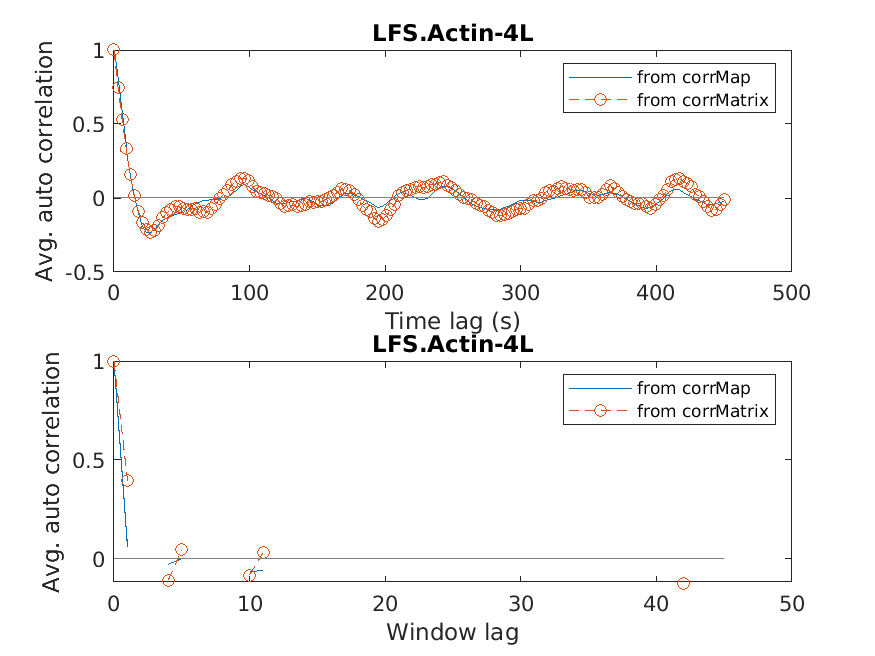 LFS.Actin-4L
Avg. auto correlation
1
0.5
0
-0.5
from corrMap
from corrMatrix
0 100 200 300 400 500
Time lag (s)
LFS.Actin-4L
Avg. auto correlation
1
0.5
0
from corrMap
from corrMatrix
0 10 20 30 40 50
Window lag